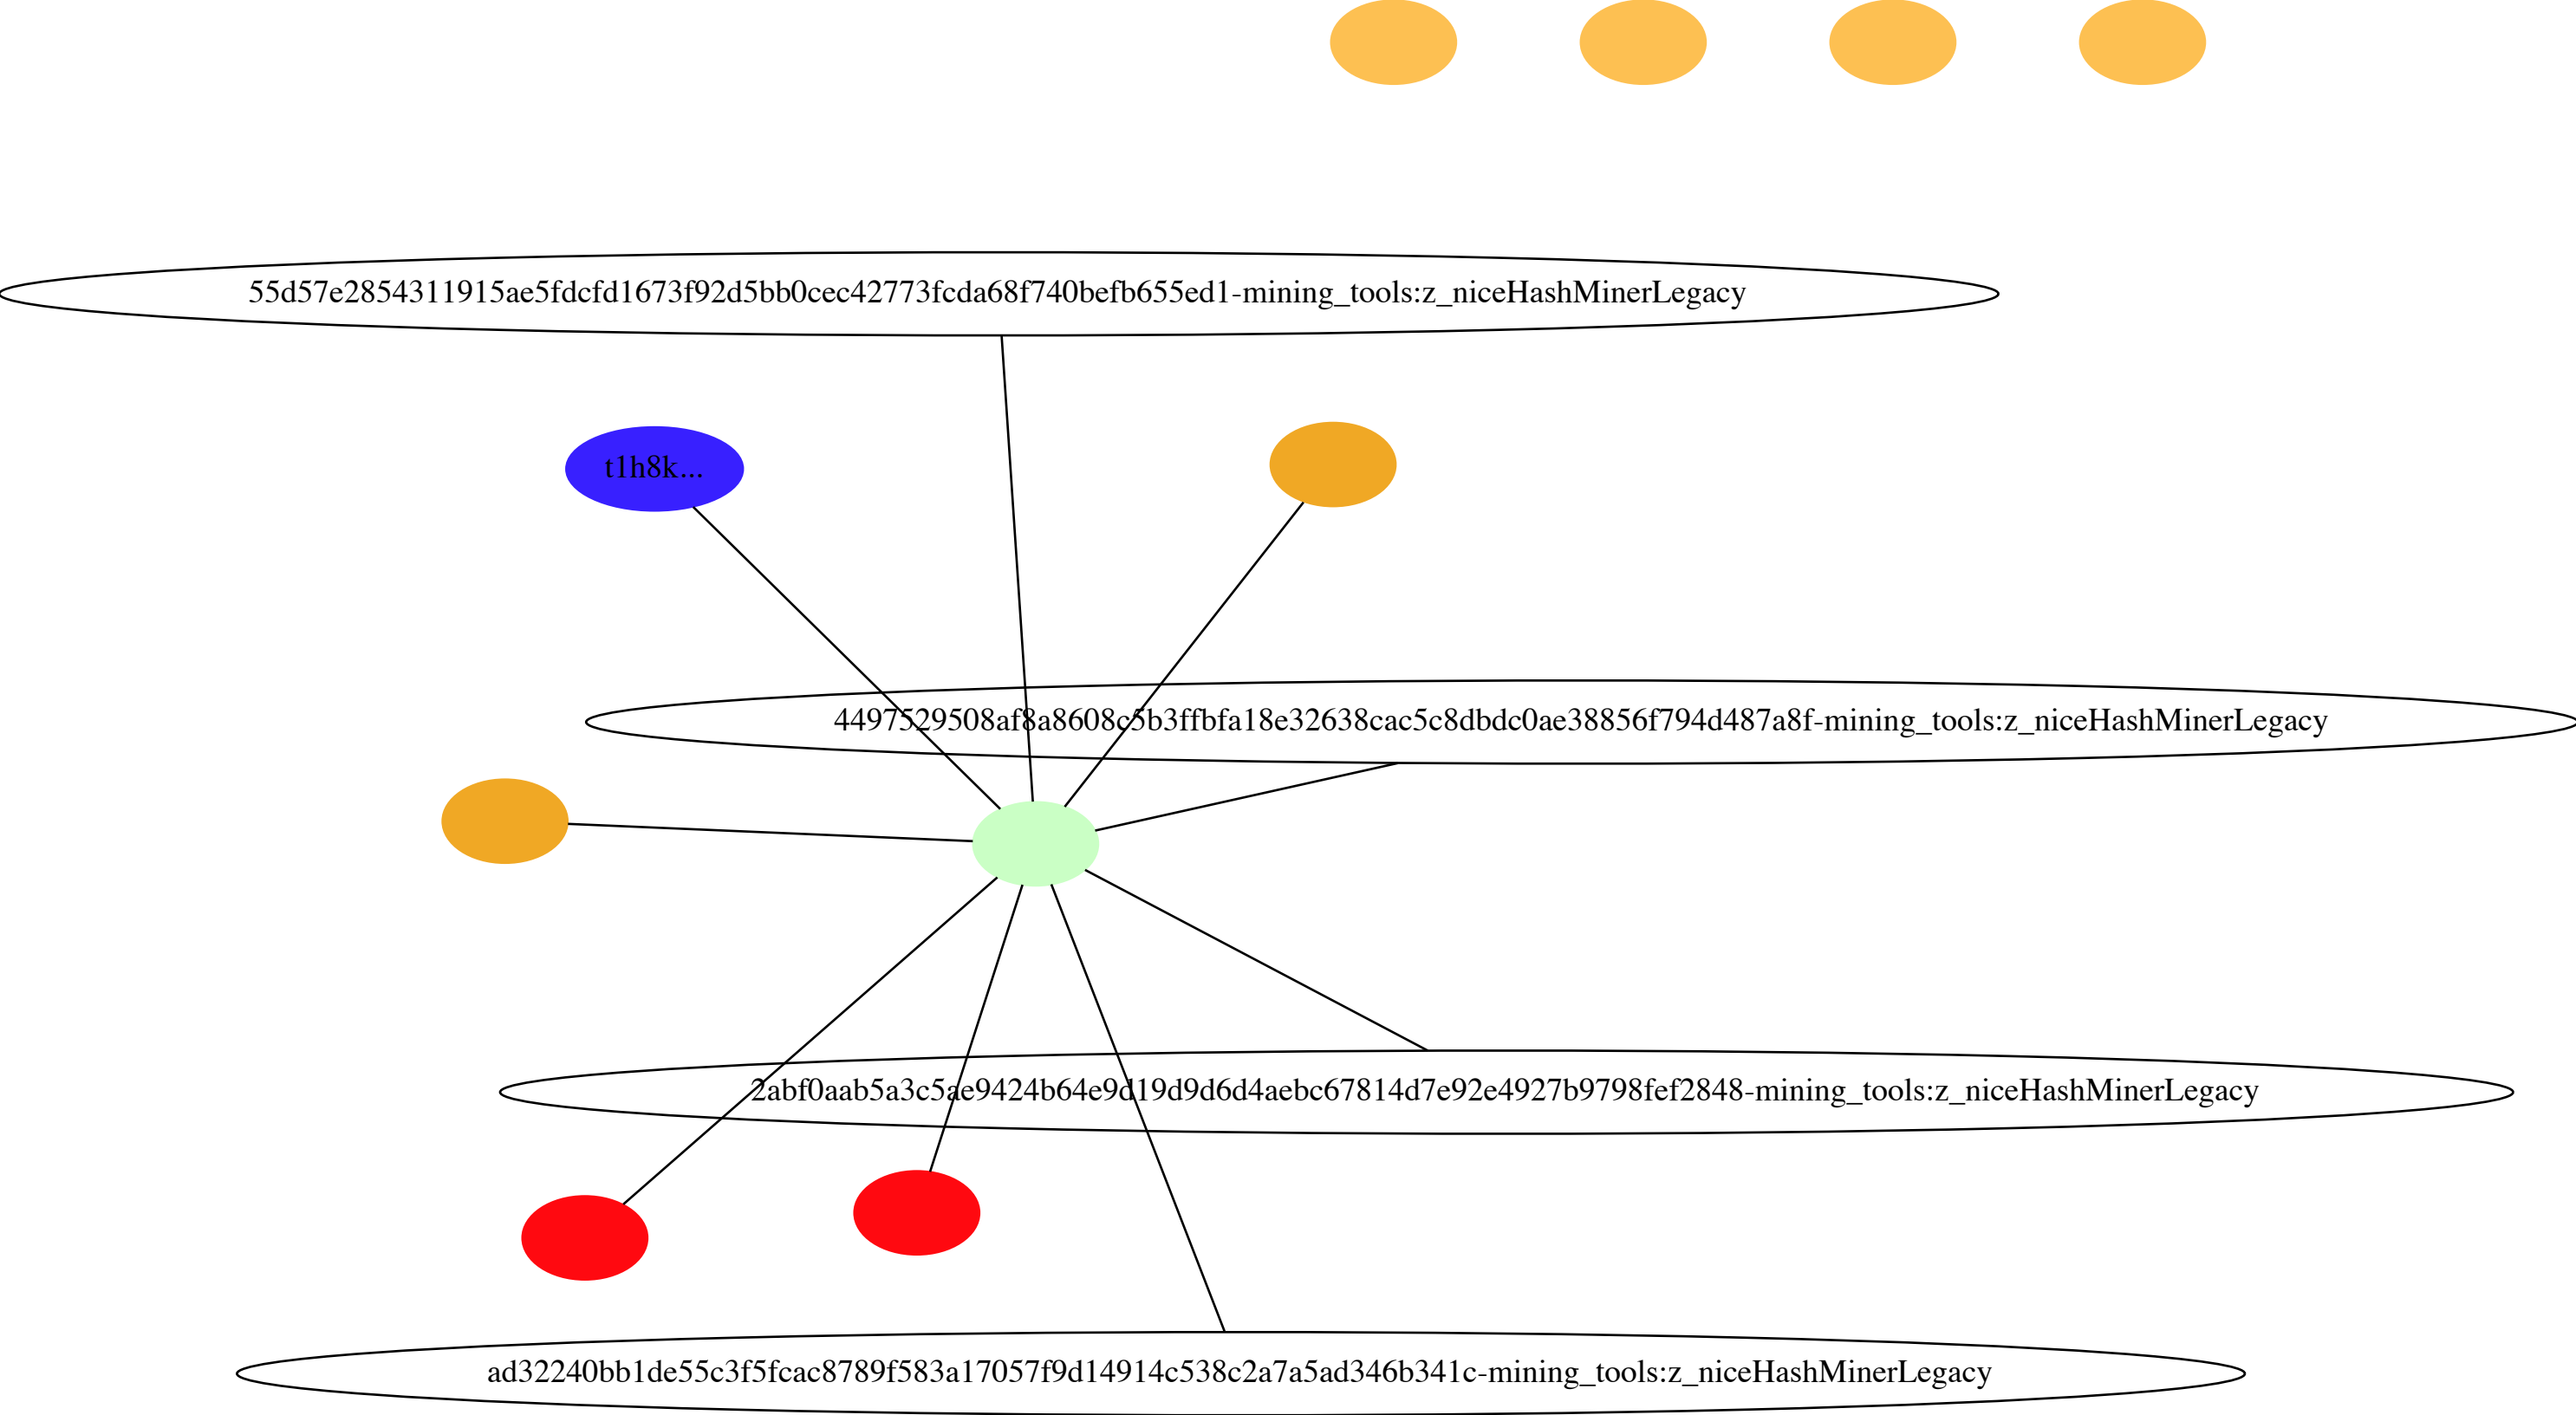 55d57e2854311915ae5fdcfd1673f92d5bb0cec42773fcda68f740befb655ed1-mining_tools:z_niceHashMinerLegacy
t1h8k...
4497529508af8a8608c5b3ffbfa18e32638cac5c8dbdc0ae38856f794d487a8f-mining_tools:z_niceHashMinerLegacy
2abf0aab5a3c5ae9424b64e9d19d9d6d4aebc67814d7e92e4927b9798fef2848-mining_tools:z_niceHashMinerLegacy
ad32240bb1de55c3f5fcac8789f583a17057f9d14914c538c2a7a5ad346b341c-mining_tools:z_niceHashMinerLegacy